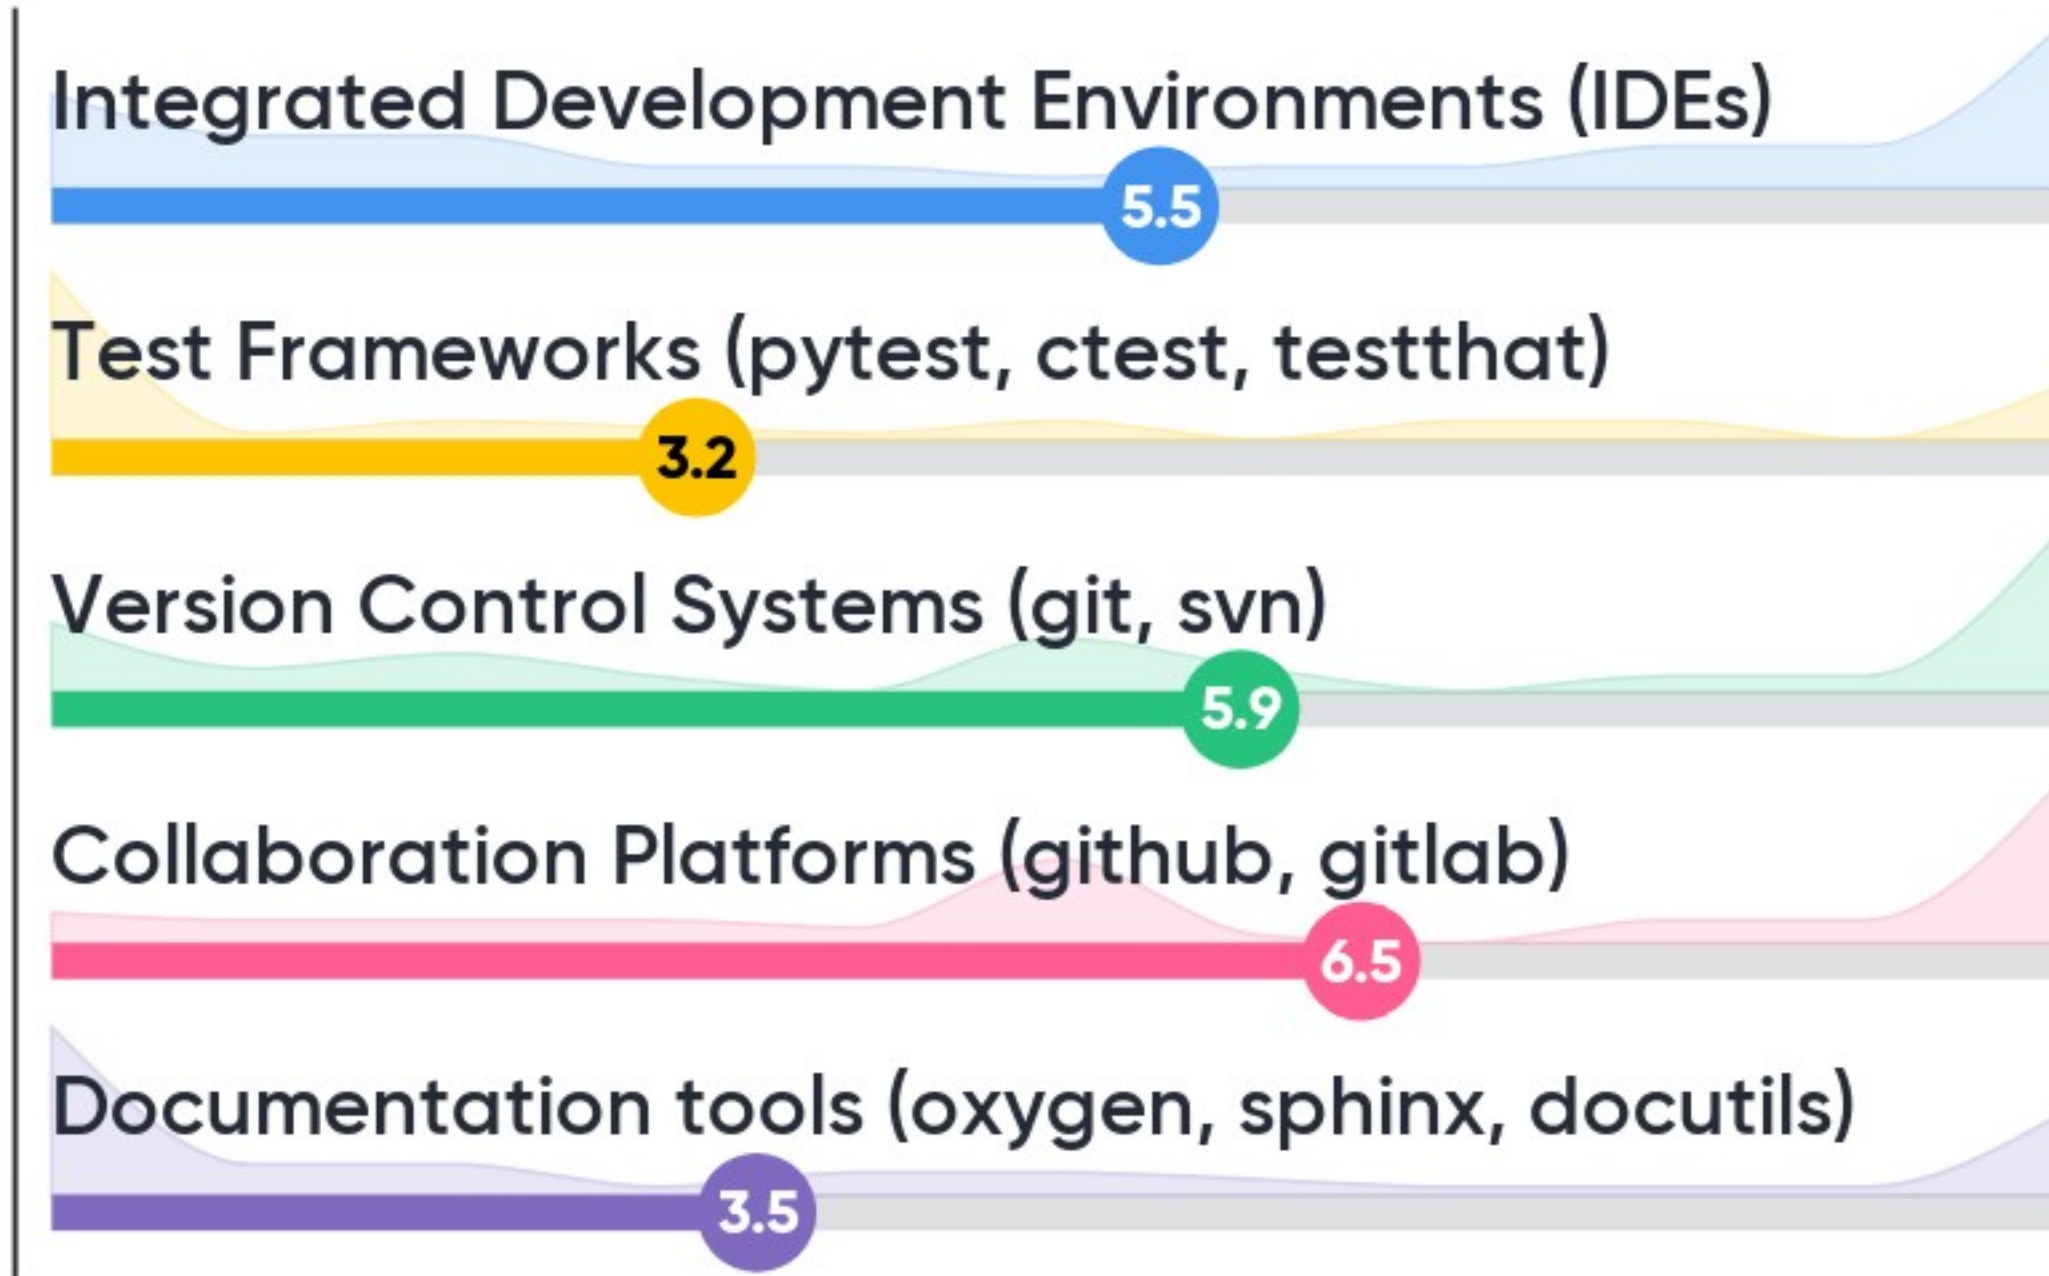 Integrated Development Environments (IDEs)
5.5
Test Frameworks (pytest, ctest, testthat)
3.2
Version Control Systems (git, svn)
5.9
Collaboration Platforms (github, gitlab)
6.5
Documentation tools (oxygen, sphinx, docutils)
3.5